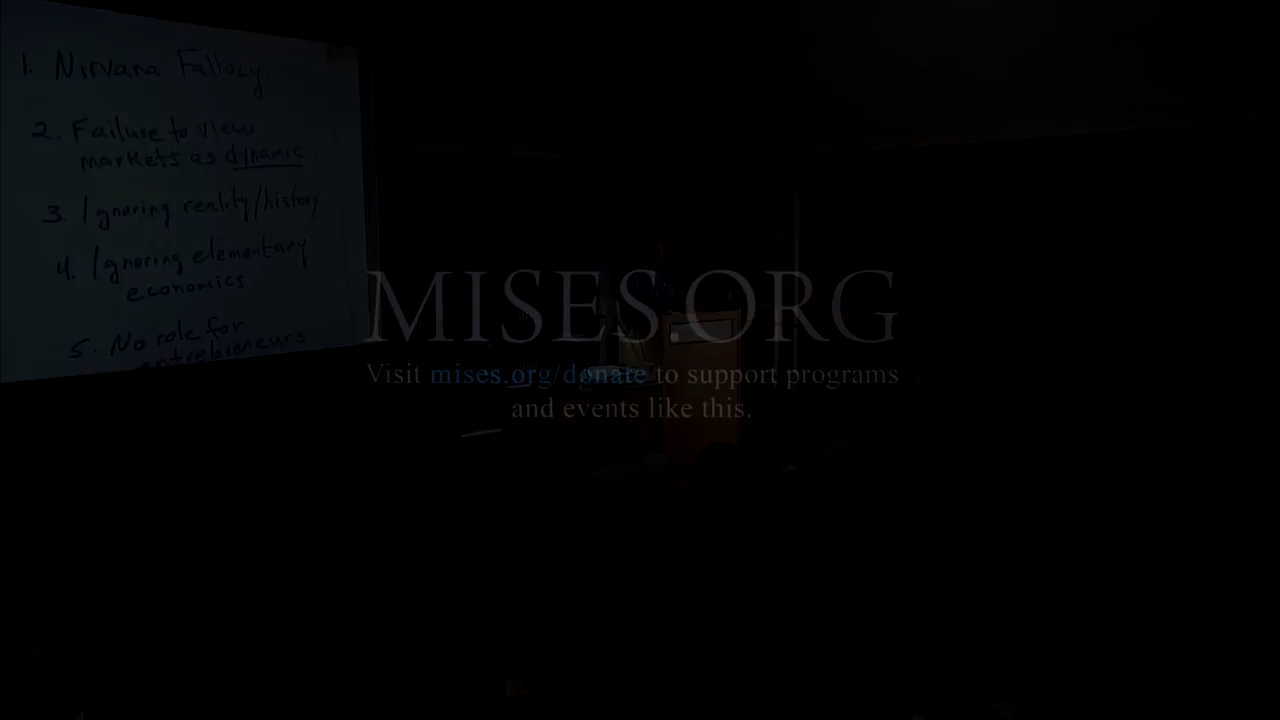 1. Nirvana Fallacy
2. Failure to view
markets as dynamic
3. Ignoring reality/history
4. Ignoring elementary
economics
5. No role for
entrepreneurs
MISES.ORG
Visit mises.org/donate to support programs
and events like this.